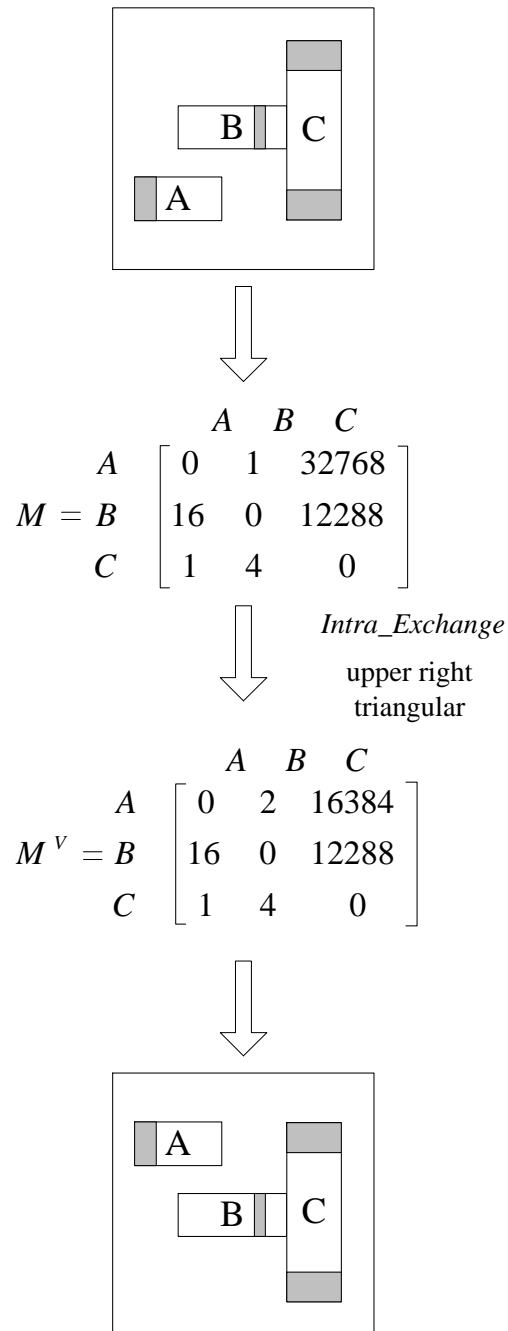 B C
A
A B C
A 0 1 32768
M = B 16 0 12288
C 1 4 0
Intra_Exchange
upper right
triangular
A B C
A 0 2 16384
M^V = B 16 0 12288
C 1 4 0
A
B C